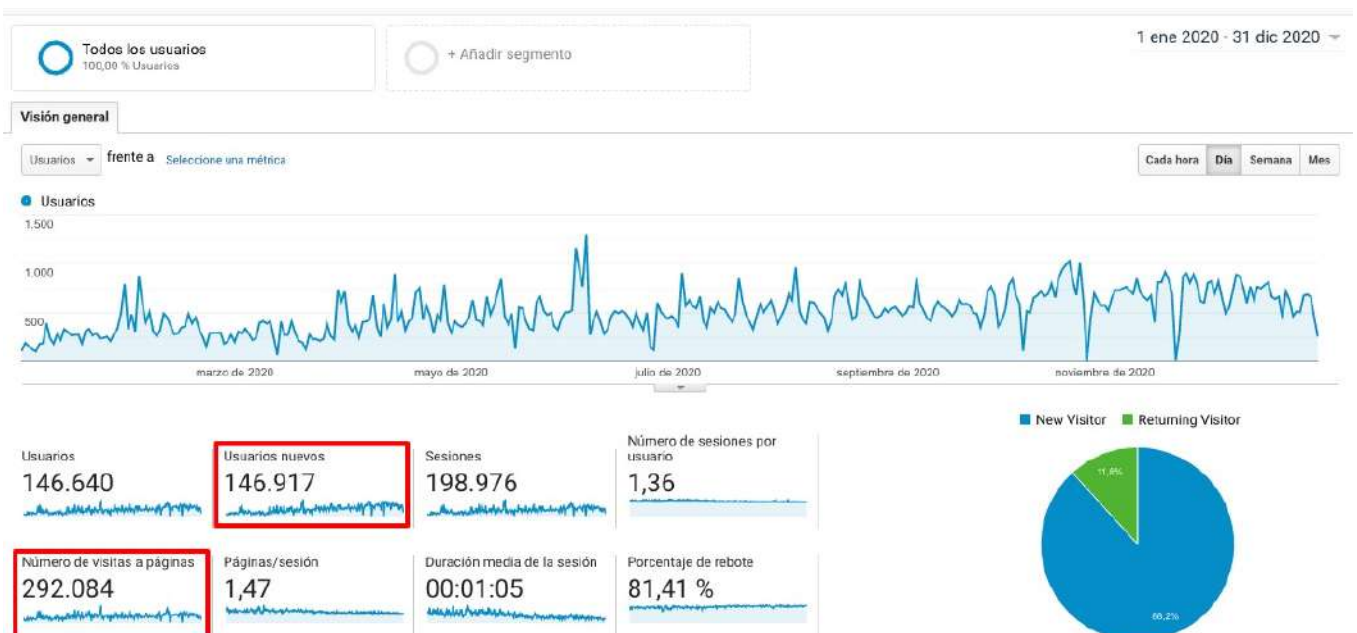 Todos los usuarios
100,00 % Usuarios
+ Añadir segmento
1 ene 2020 - 31 dic 2020
Visión general
Usuarios frente a Seleccione una métrica
Cada hora Día Semana Mes
Usuarios
1.500
1.000
500
marzo de 2020 mayo de 2020 julio de 2020 septiembre de 2020 noviembre de 2020
New Visitor Returning Visitor
Usuarios
146.640
Usuarios nuevos
146.917
Sesiones
198.976
Número de sesiones por
usuario
1,36
Número de visitas a páginas
292.084
Páginas/sesión
1,47
Duración media de la sesión
00:01:05
Porcentaje de rebote
81,41 %
11,8%
88,2%